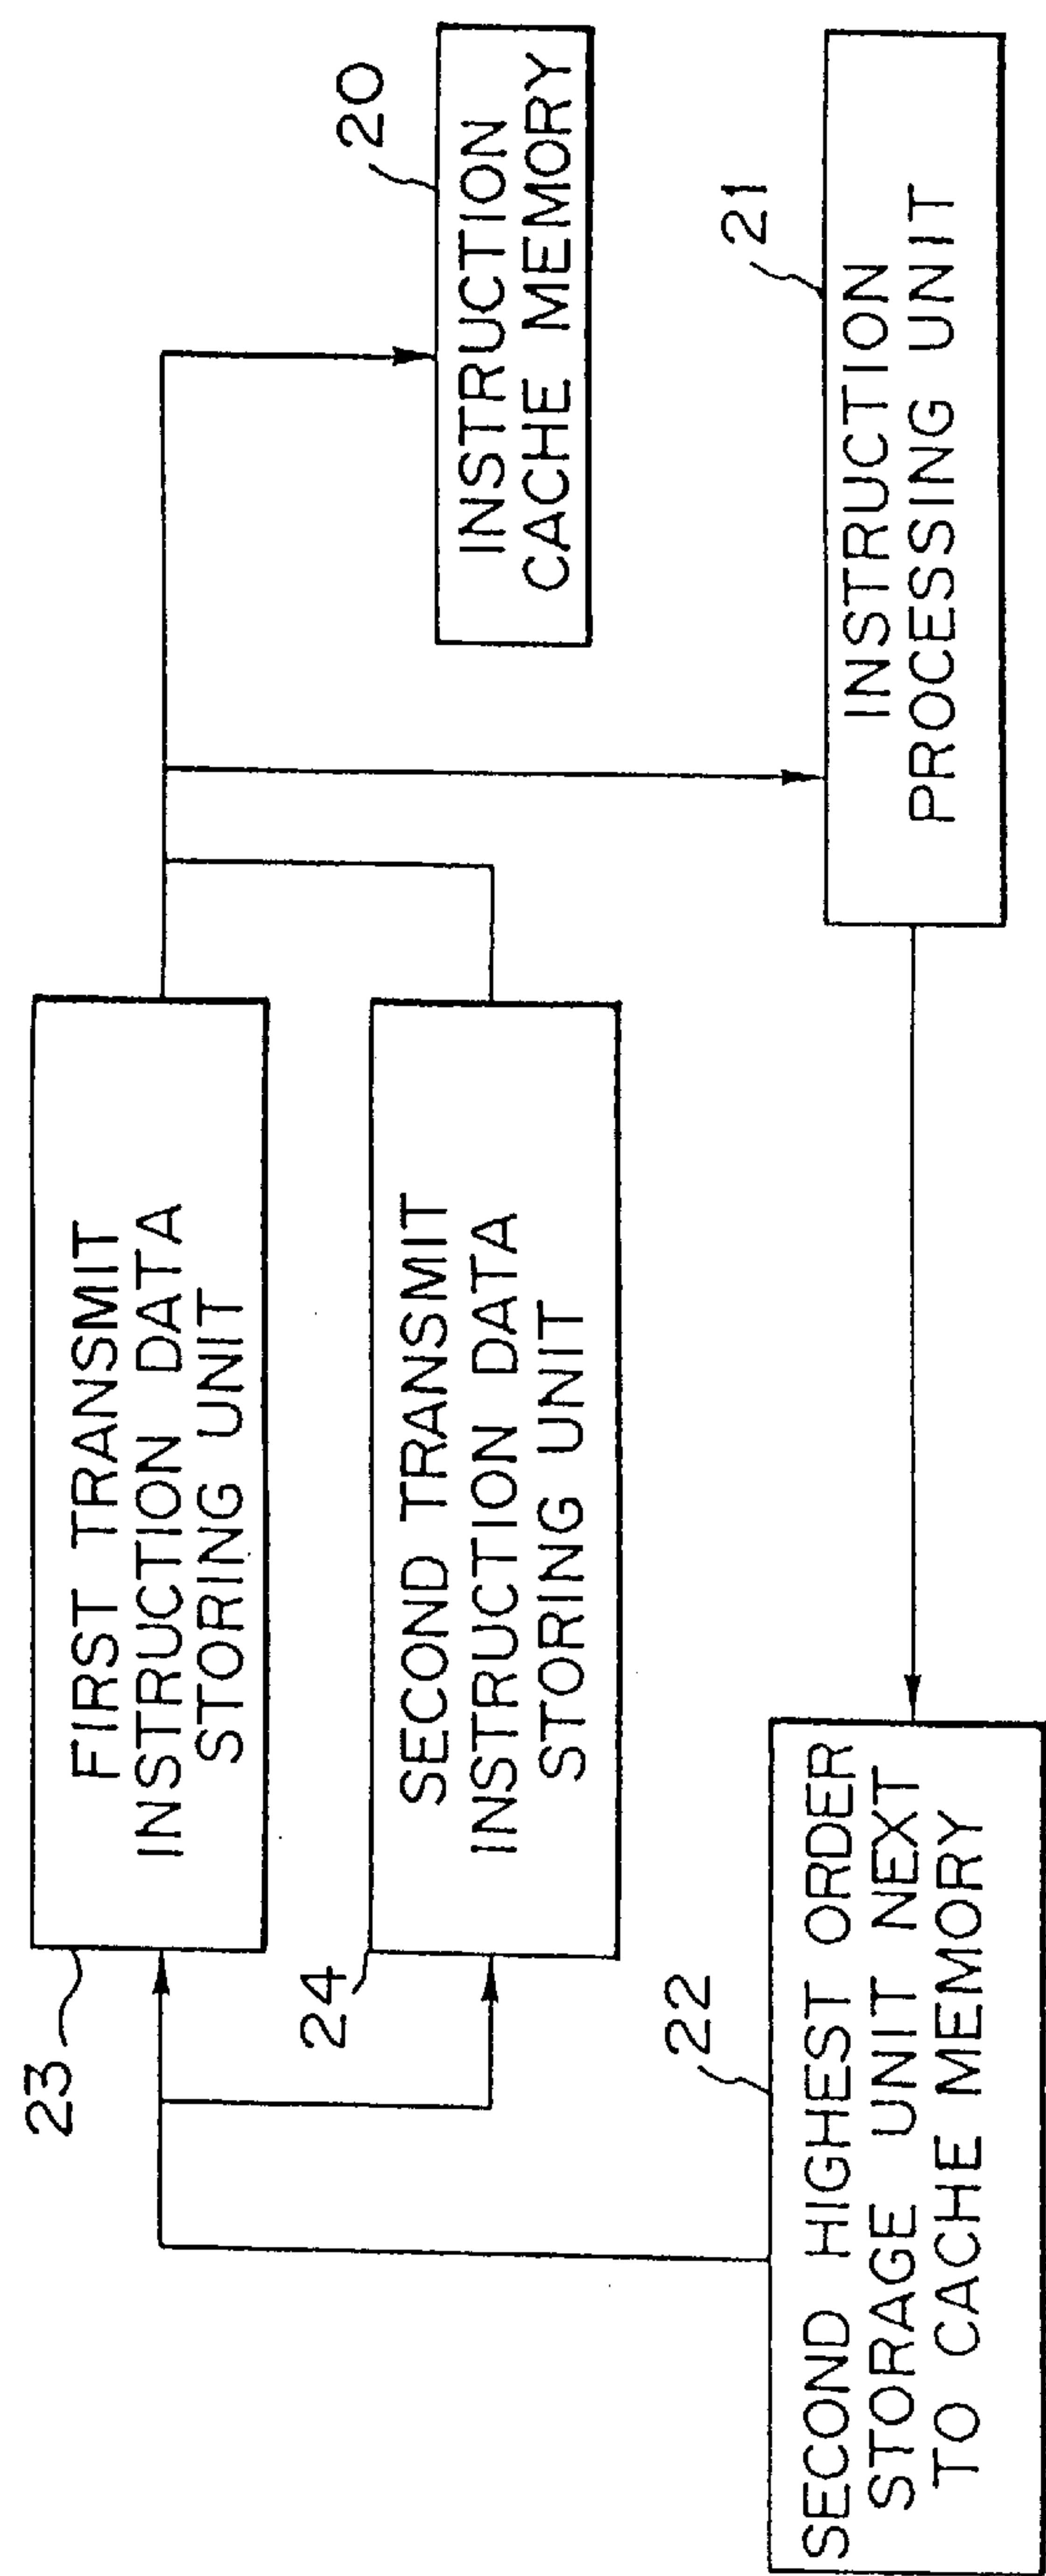 23
FIRST TRANSMIT
INSTRUCTION DATA
STORING UNIT
24
SECOND TRANSMIT
INSTRUCTION DATA
STORING UNIT
20
INSTRUCTION
CACHE MEMORY
22
SECOND HIGHEST ORDER
STORAGE UNIT NEXT
TO CACHE MEMORY
21
INSTRUCTION
PROCESSING UNIT